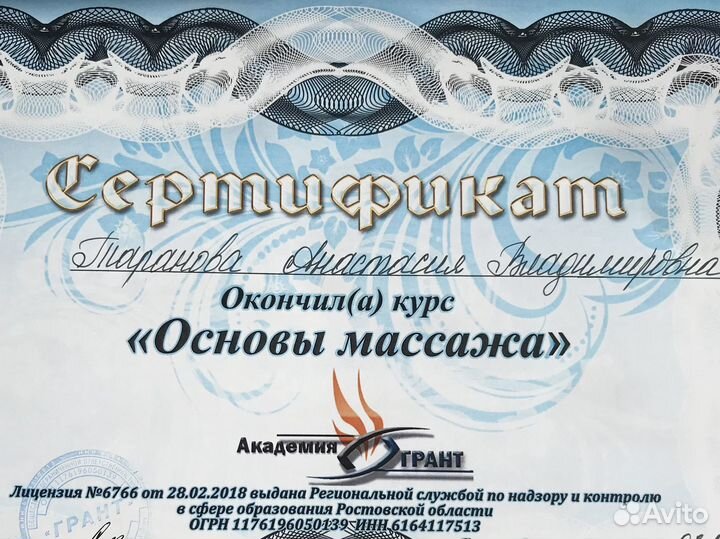 Сертификат
Таранова Анастасия Владимировна
Окончил(а) курс
«Основы массажа»
Академия
ГРАНТ
Лицензия №6766 от 28.02.2018 выдана Региональной службой по надзору и контролю
в сфере образования Ростовской области
ОГРН 1176196050139 ИНН 6164117513
"ГРАНТ"
Avito